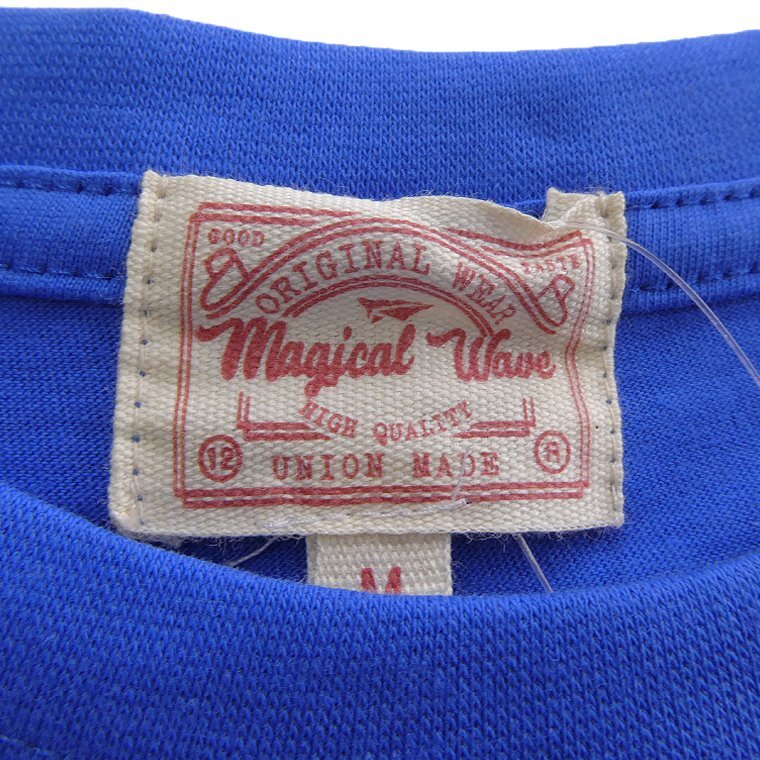 GOOD
TASTE
ORIGINAL WEAR
Magical Wave
HIGH QUALITY
12
UNION MADE
R
M